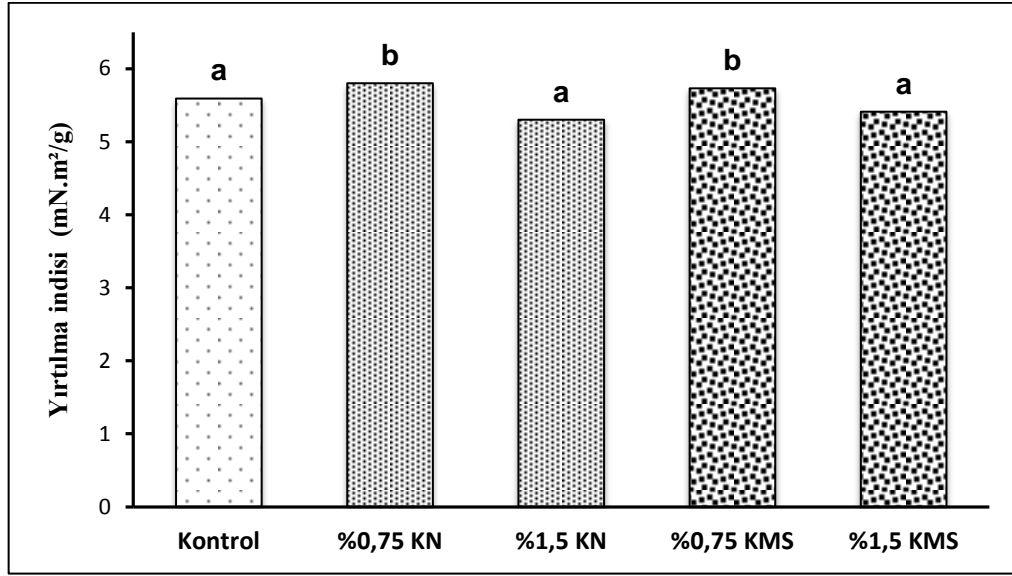 Yırtılma indisi (mN.m²/g)
6
5
4
3
2
1
0
a
b
a
b
a
Kontrol
%0,75 KN
%1,5 KN
%0,75 KMS
%1,5 KMS